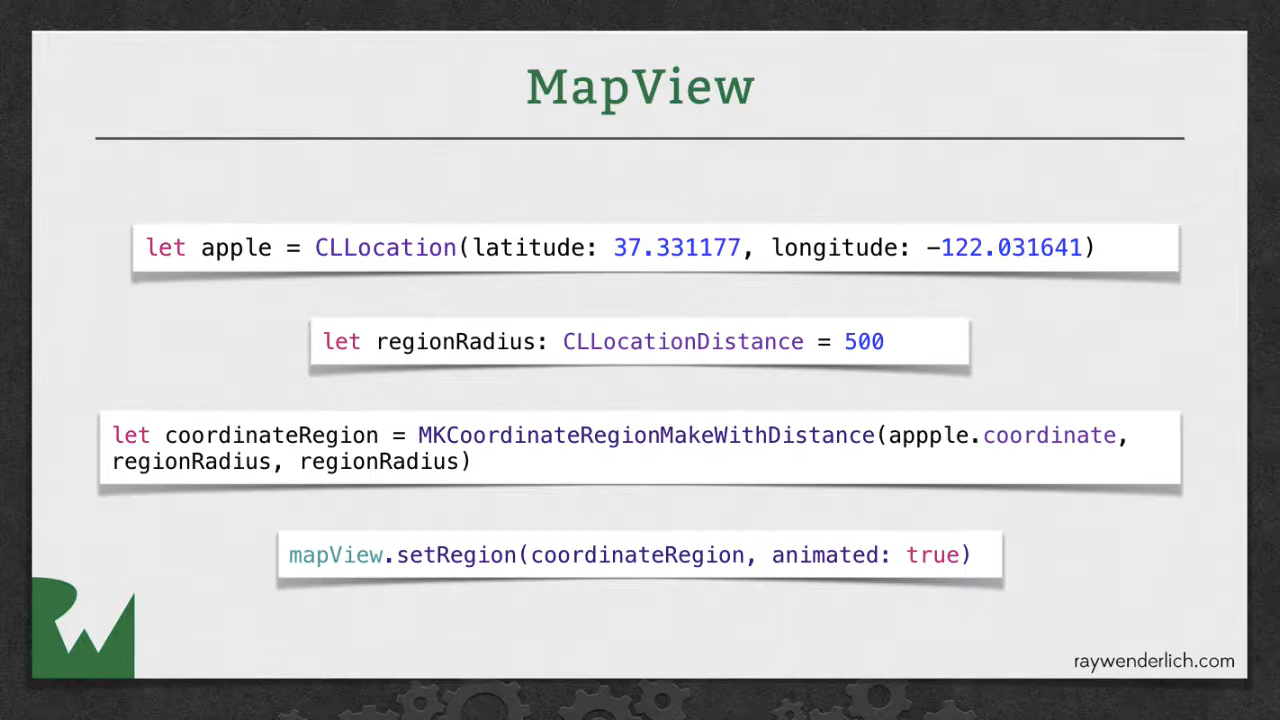 MapView
let apple = CLLocation(latitude: 37.331177, longitude: -122.031641)
let regionRadius: CLLocationDistance = 500
let coordinateRegion = MKCoordinateRegionMakeWithDistance(appple.coordinate,
regionRadius, regionRadius)
mapView.setRegion(coordinateRegion, animated: true)
RW
raywenderlich.com